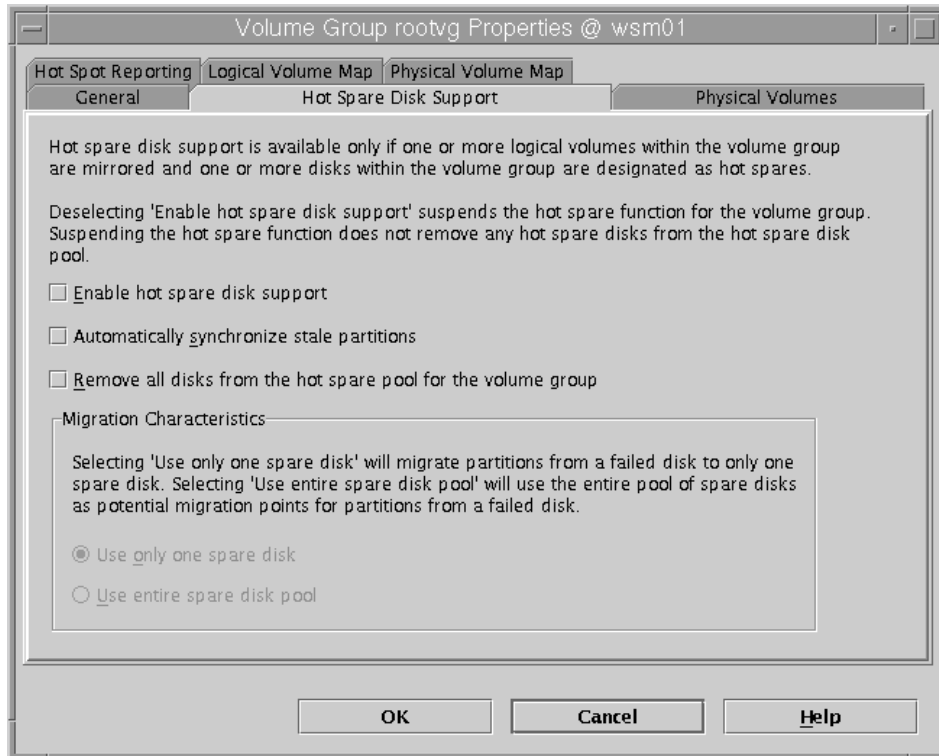 Volume Group rootvg Properties @ wsm01
Hot Spot Reporting Logical Volume Map Physical Volume Map
General Hot Spare Disk Support Physical Volumes
Hot spare disk support is available only if one or more logical volumes within the volume group
are mirrored and one or more disks within the volume group are designated as hot spares.
Deselecting 'Enable hot spare disk support' suspends the hot spare function for the volume group.
Suspending the hot spare function does not remove any hot spare disks from the hot spare disk
pool.
Enable hot spare disk support
Automatically synchronize stale partitions
Remove all disks from the hot spare pool for the volume group
Migration Characteristics
Selecting 'Use only one spare disk' will migrate partitions from a failed disk to only one
spare disk. Selecting 'Use entire spare disk pool' will use the entire pool of spare disks
as potential migration points for partitions from a failed disk.
Use only one spare disk
Use entire spare disk pool
OK Cancel Help